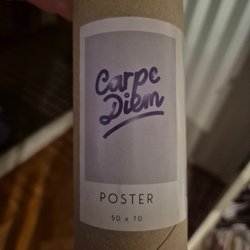 Carpe
Diem
POSTER
50 x 70